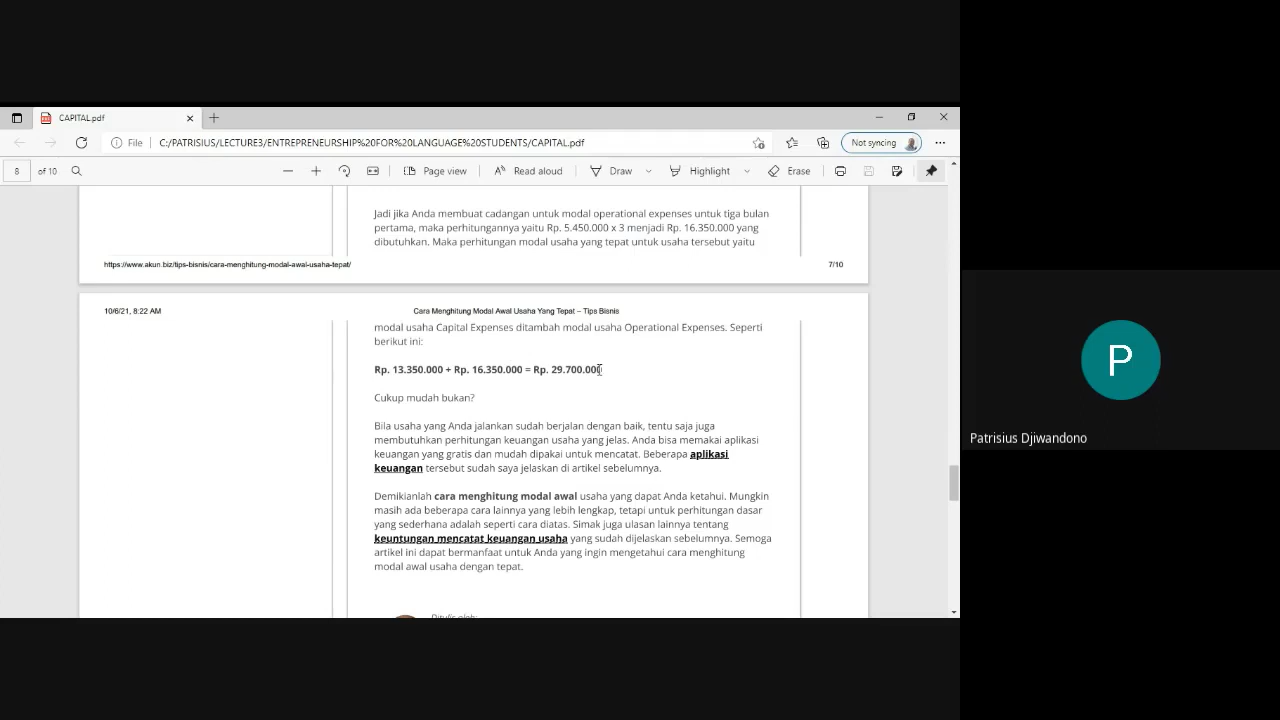 CAPITAL.pdf
File
C:/PATRISIUS/LECTURE3/ENTREPRENEURSHIP%20FOR%20LANGUAGE%20STUDENTS/CAPITAL.pdf
Not syncing
8 of 10
Page view
Read aloud
Draw
Highlight
Erase
Jadi jika Anda membuat cadangan untuk modal operational expenses untuk tiga bulan
pertama, maka perhitungannya yaitu Rp. 5.450.000 x 3 menjadi Rp. 16.350.000 yang
dibutuhkan. Maka perhitungan modal usaha yang tepat untuk usaha tersebut yaitu
https://www.akun.biz/tips-bisnis/cara-menghitung-modal-awal-usaha-tepat/
7/10
10/6/21, 8:22 AM
Cara Menghitung Modal Awal Usaha Yang Tepat – Tips Bisnis
modal usaha Capital Expenses ditambah modal usaha Operational Expenses. Seperti
berikut ini:
Rp. 13.350.000 + Rp. 16.350.000 = Rp. 29.700.000
Cukup mudah bukan?
Bila usaha yang Anda jalankan sudah berjalan dengan baik, tentu saja juga
membutuhkan perhitungan keuangan usaha yang jelas. Anda bisa memakai aplikasi
keuangan yang gratis dan mudah dipakai untuk mencatat. Beberapa aplikasi
keuangan tersebut sudah saya jelaskan di artikel sebelumnya.
Demikianlah cara menghitung modal awal usaha yang dapat Anda ketahui. Mungkin
masih ada beberapa cara lainnya yang lebih lengkap, tetapi untuk perhitungan dasar
yang sederhana adalah seperti cara diatas. Simak juga ulasan lainnya tentang
keuntungan mencatat keuangan usaha yang sudah dijelaskan sebelumnya. Semoga
artikel ini dapat bermanfaat untuk Anda yang ingin mengetahui cara menghitung
modal awal usaha dengan tepat.
Ditulis oleh:
P
Patrisius Djiwandono